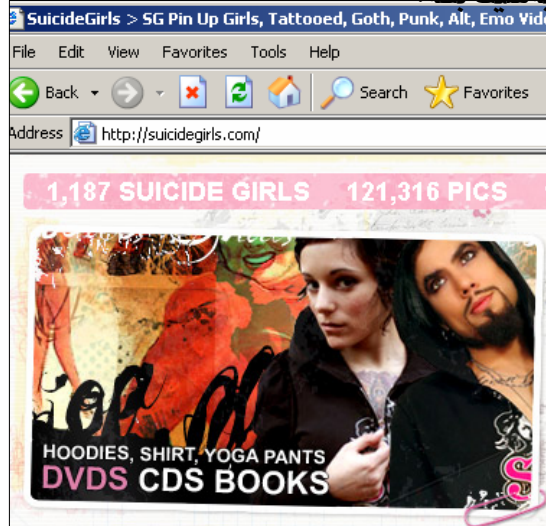 SuicideGirls > SG Pin Up Girls, Tattooed, Goth, Punk, Alt, Emo Vide
File Edit View Favorites Tools Help
Back Search Favorites
Address http://suicidegirls.com/
1,187 SUICIDE GIRLS 121,316 PICS
HOODIES, SHIRT, YOGA PANTS
DVDS CDS BOOKS